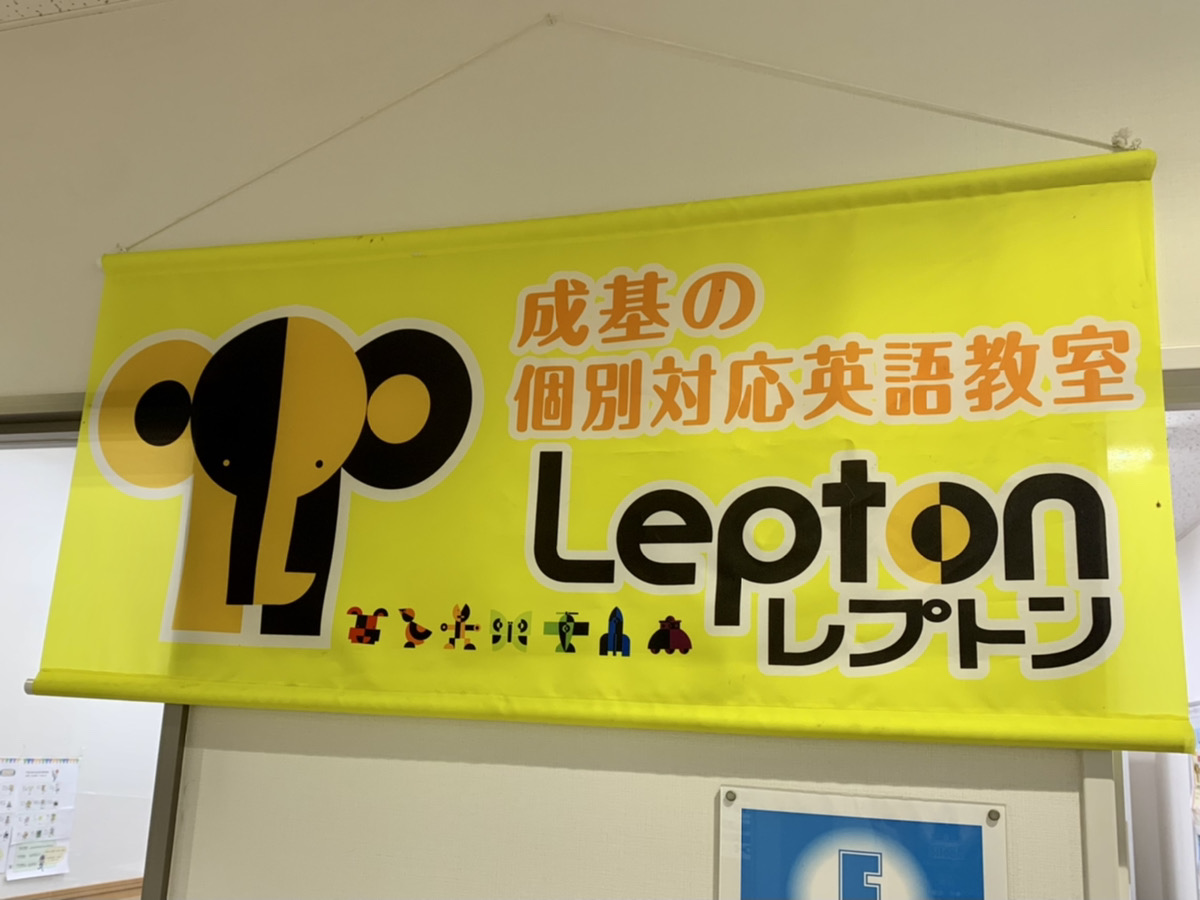 成基の
個別対応英語教室
Lepton
レプトン
E